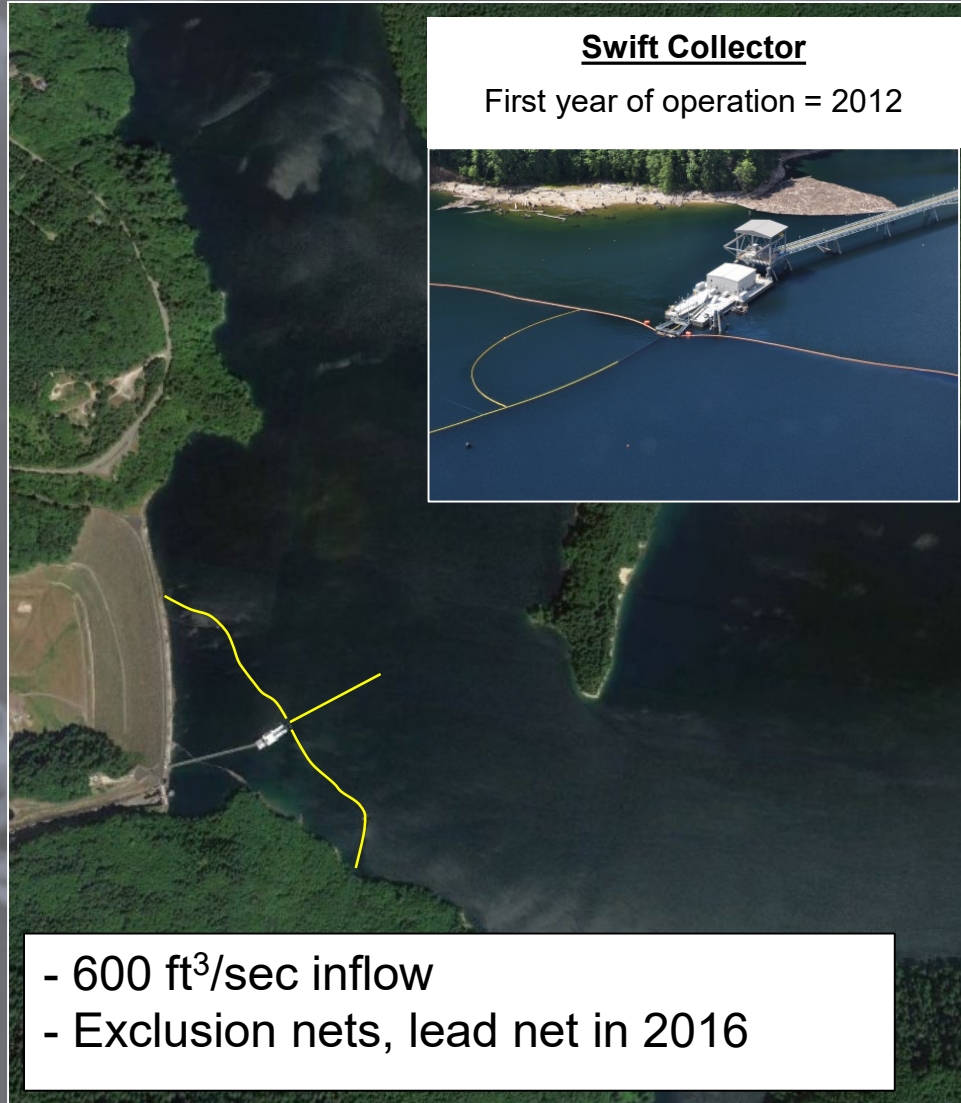 Swift Collector
First year of operation = 2012
- 600 ft³/sec inflow
- Exclusion nets, lead net in 2016